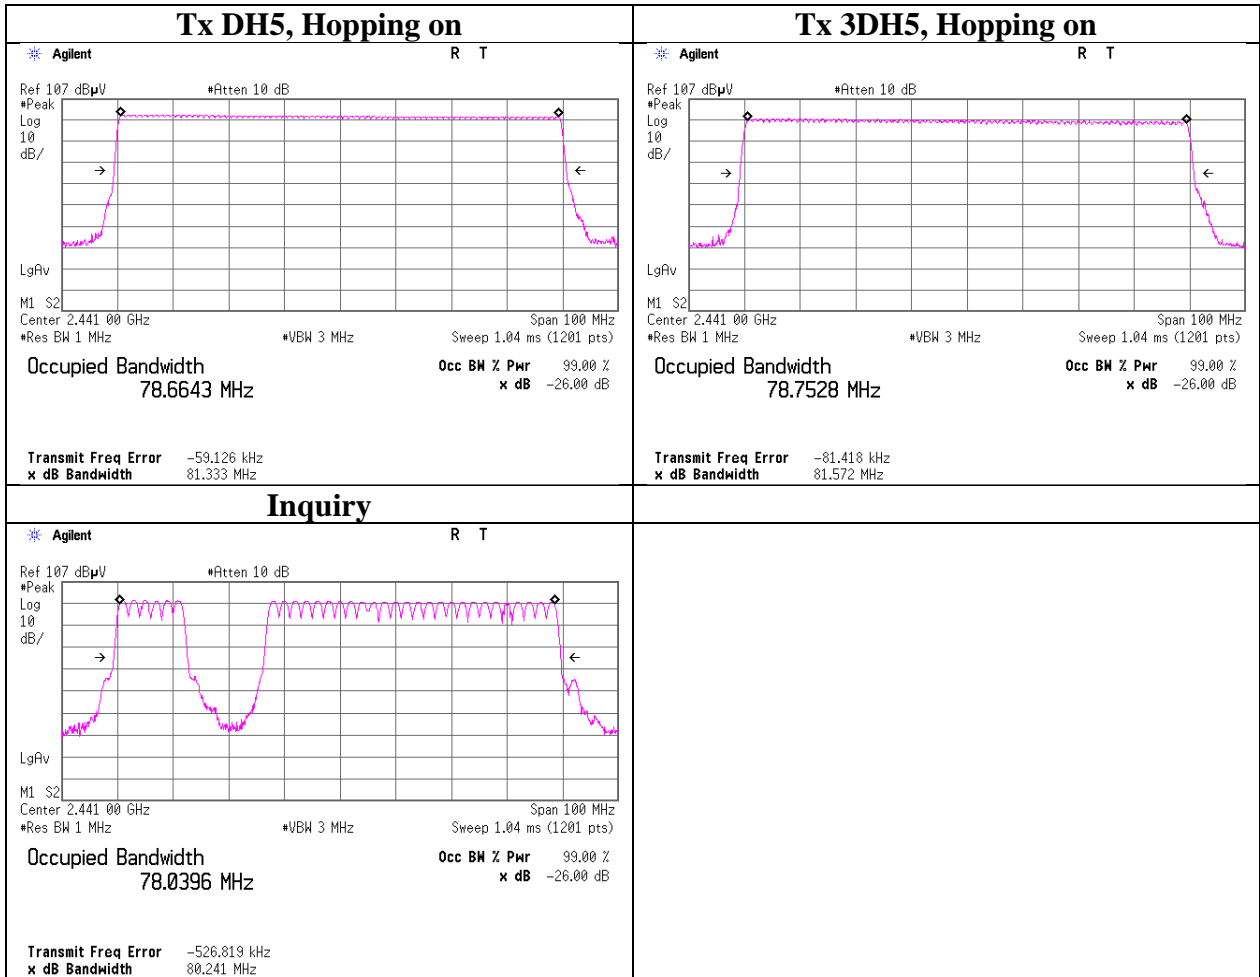 Tx DH5, Hopping on
Agilent R T
Ref 107 dBµV #Atten 10 dB
#Peak
Log
10
dB/
LgAv
M1 S2
Center 2.441 00 GHz Span 100 MHz
#Res BW 1 MHz #VBW 3 MHz Sweep 1.04 ms (1201 pts)
Occupied Bandwidth Occ BW % Pwr 99.00 %
78.6643 MHz x dB -26.00 dB
Transmit Freq Error -59.126 kHz
x dB Bandwidth 81.333 MHz
Tx 3DH5, Hopping on
Agilent R T
Ref 107 dBµV #Atten 10 dB
#Peak
Log
10
dB/
LgAv
M1 S2
Center 2.441 00 GHz Span 100 MHz
#Res BW 1 MHz #VBW 3 MHz Sweep 1.04 ms (1201 pts)
Occupied Bandwidth Occ BW % Pwr 99.00 %
78.7528 MHz x dB -26.00 dB
Transmit Freq Error -81.418 kHz
x dB Bandwidth 81.572 MHz
Inquiry
Agilent R T
Ref 107 dBµV #Atten 10 dB
#Peak
Log
10
dB/
LgAv
M1 S2
Center 2.441 00 GHz Span 100 MHz
#Res BW 1 MHz #VBW 3 MHz Sweep 1.04 ms (1201 pts)
Occupied Bandwidth Occ BW % Pwr 99.00 %
78.0396 MHz x dB -26.00 dB
Transmit Freq Error -526.819 kHz
x dB Bandwidth 80.241 MHz